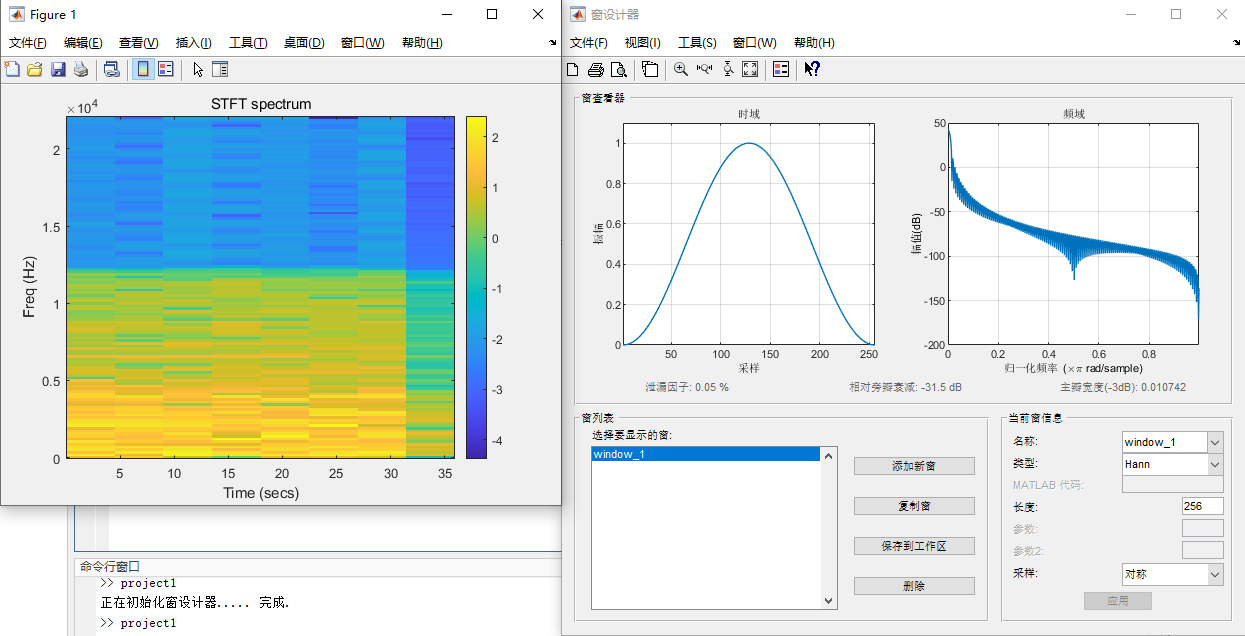 Figure 1
文件(F) 编辑(E) 查看(V) 插入(I) 工具(T) 桌面(D) 窗口(W) 帮助(H)
STFT spectrum
×10^4
2
1.5
1
0.5
0
Freq (Hz)
5 10 15 20 25 30 35
Time (secs)
2
1
0
-1
-2
-3
-4
命令行窗口
>> project1
正在初始化窗设计器..... 完成.
>> project1
窗设计器
文件(F) 视图(I) 工具(S) 窗口(W) 帮助(H)
窗查看器
时域
1
0.8
0.6
0.4
0.2
0
振幅
50 100 150 200 250
采样
频域
50
0
-50
-100
-150
-200
幅值(dB)
0 0.2 0.4 0.6 0.8
归一化频率 (×π rad/sample)
泄漏因子: 0.05 % 相对旁瓣衰减: -31.5 dB 主瓣宽度(-3dB): 0.010742
窗列表
选择要显示的窗:
window_1
添加新窗
复制窗
保存到工作区
删除
当前窗信息
名称: window_1
类型: Hann
MATLAB 代码:
长度: 256
参数:
参数2:
采样: 对称
应用